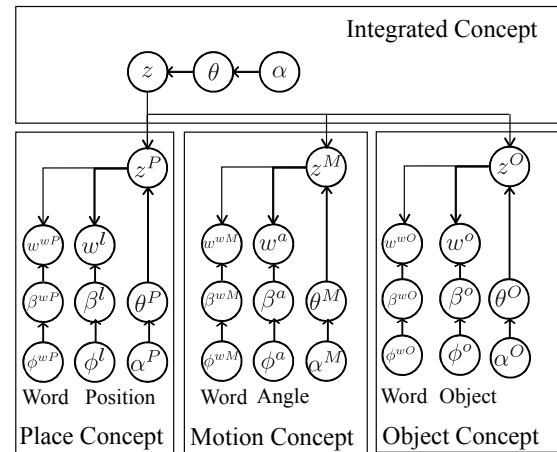 Integrated Concept
z θ α
z^P z^M z^O
w^{wP} w^l w^{wM} w^a w^{wO} w^o
β^{wP} β^l θ^P β^{wM} β^a θ^M β^{wO} β^o θ^O
ϕ^{wP} ϕ^l α^P ϕ^{wM} ϕ^a α^M ϕ^{wO} ϕ^o α^O
Word Position Word Angle Word Object
Place Concept Motion Concept Object Concept